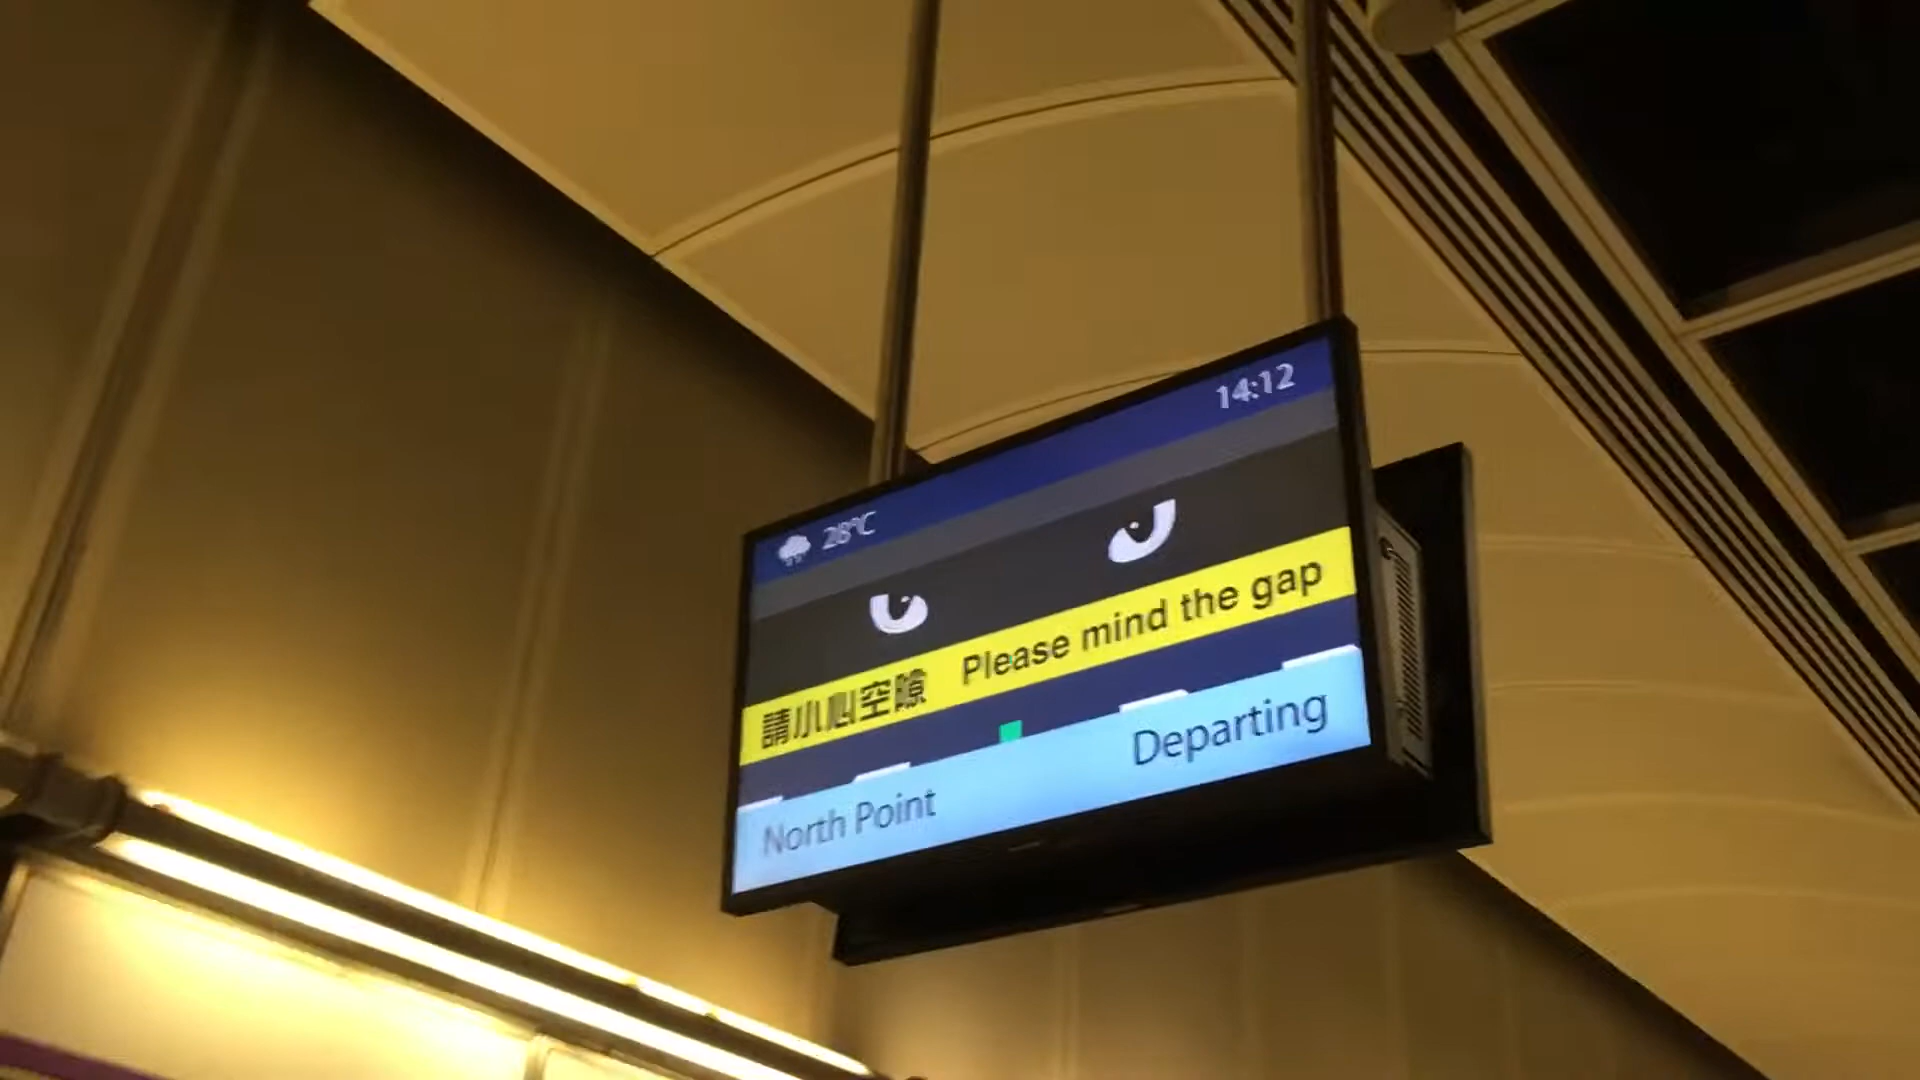 28°C 14:12
請小心空隙 Please mind the gap
North Point Departing